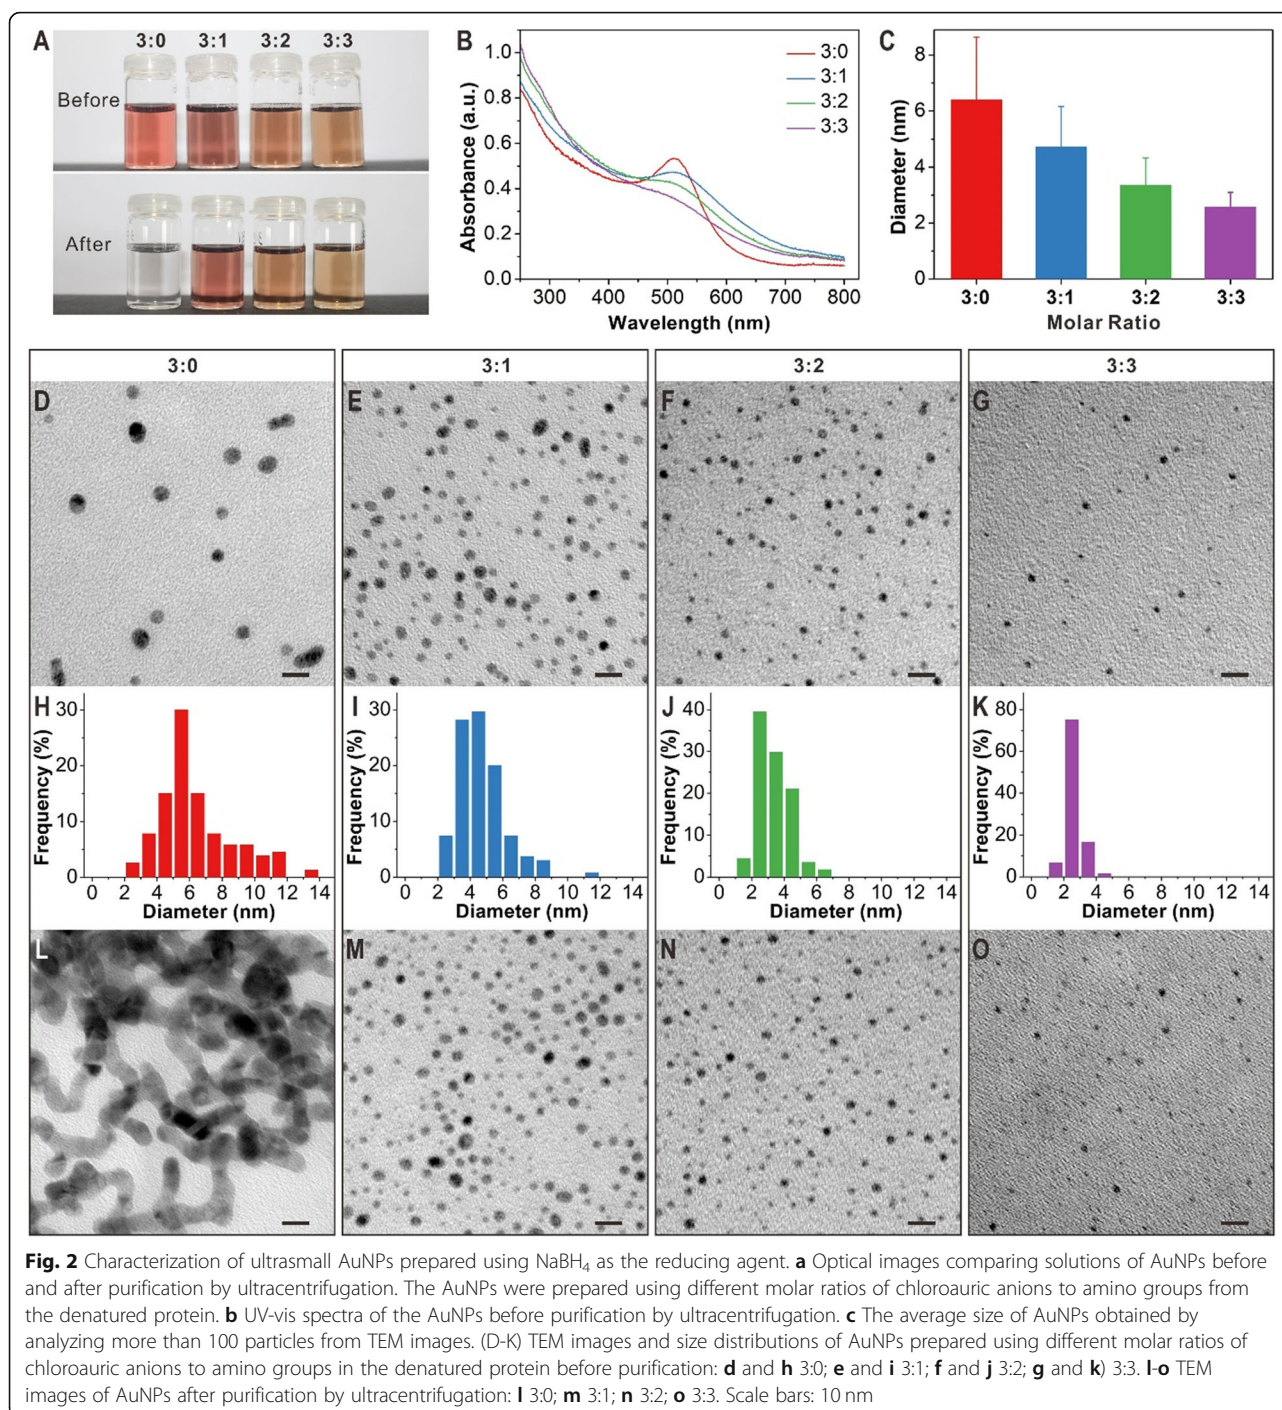 A
3:0 3:1 3:2 3:3
Before
After
B
1.0
0.8
0.6
0.4
0.2
0.0
Absorbance (a.u.)
300 400 500 600 700 800
Wavelength (nm)
3:0
3:1
3:2
3:3
C
8
6
4
2
0
Diameter (nm)
3:0 3:1 3:2 3:3
Molar Ratio
3:0 3:1 3:2 3:3
D E F G
H
30
20
10
0
Frequency (%)
0 2 4 6 8 10 12 14
Diameter (nm)
I
30
20
10
0
Frequency (%)
0 2 4 6 8 10 12 14
Diameter (nm)
J
40
30
20
10
0
Frequency (%)
0 2 4 6 8 10 12 14
Diameter (nm)
K
80
60
40
20
0
Frequency (%)
0 2 4 6 8 10 12 14
Diameter (nm)
L M N O
Fig. 2 Characterization of ultrasmall AuNPs prepared using NaBH₄ as the reducing agent. a Optical images comparing solutions of AuNPs before
and after purification by ultracentrifugation. The AuNPs were prepared using different molar ratios of chloroauric anions to amino groups from
the denatured protein. b UV-vis spectra of the AuNPs before purification by ultracentrifugation. c The average size of AuNPs obtained by
analyzing more than 100 particles from TEM images. (D-K) TEM images and size distributions of AuNPs prepared using different molar ratios of
chloroauric anions to amino groups in the denatured protein before purification: d and h 3:0; e and i 3:1; f and j 3:2; g and k) 3:3. l-o TEM
images of AuNPs after purification by ultracentrifugation: l 3:0; m 3:1; n 3:2; o 3:3. Scale bars: 10 nm